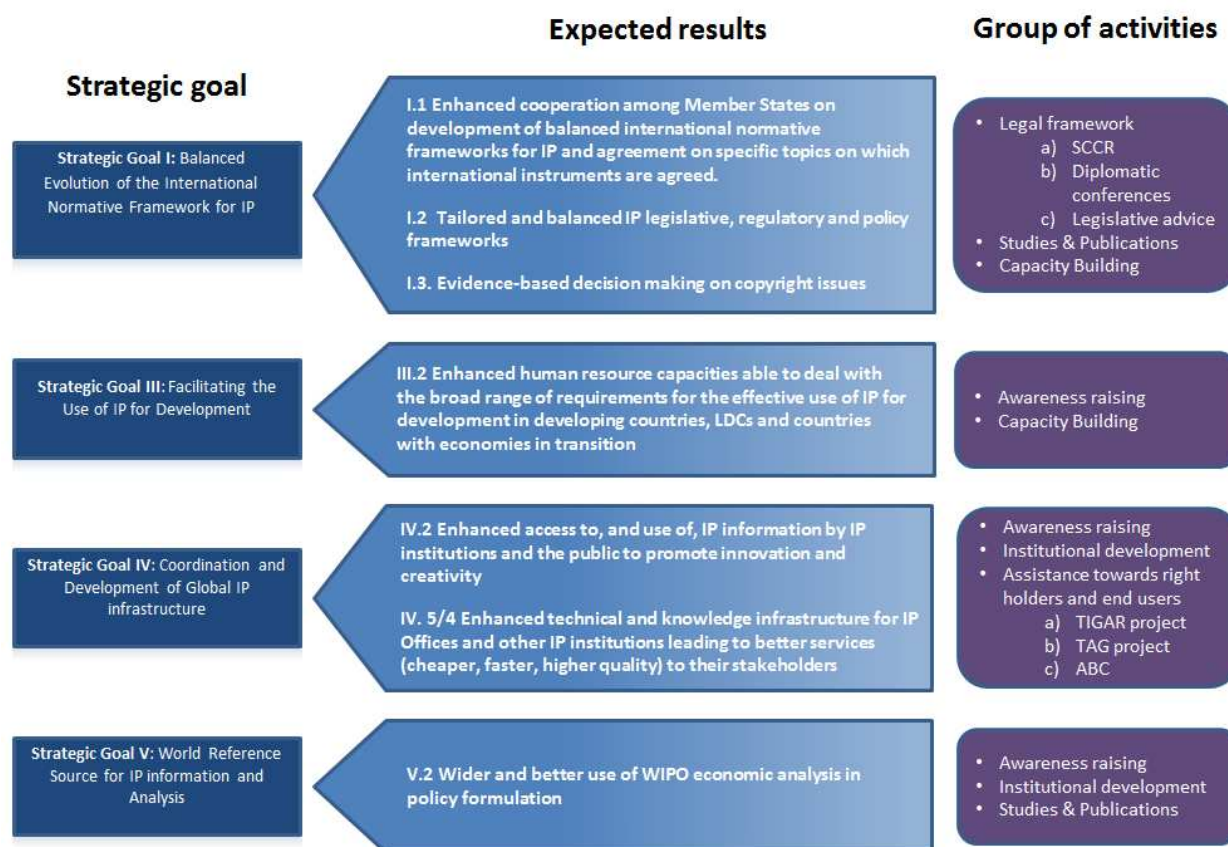 Strategic goal
Expected results
Group of activities
Strategic Goal I: Balanced
Evolution of the International
Normative Framework for IP
I.1 Enhanced cooperation among Member States on
development of balanced international normative
frameworks for IP and agreement on specific topics on which
international instruments are agreed.
I.2 Tailored and balanced IP legislative, regulatory and policy
frameworks
I.3. Evidence-based decision making on copyright issues
• Legal framework
a) SCCR
b) Diplomatic
conferences
c) Legislative advice
• Studies & Publications
• Capacity Building
Strategic Goal III: Facilitating the
Use of IP for Development
III.2 Enhanced human resource capacities able to deal with
the broad range of requirements for the effective use of IP for
development in developing countries, LDCs and countries
with economies in transition
• Awareness raising
• Capacity Building
Strategic Goal IV: Coordination and
Development of Global IP
infrastructure
IV.2 Enhanced access to, and use of, IP information by IP
institutions and the public to promote innovation and
creativity
IV. 5/4 Enhanced technical and knowledge infrastructure for IP
Offices and other IP institutions leading to better services
(cheaper, faster, higher quality) to their stakeholders
• Awareness raising
• Institutional development
• Assistance towards right
holders and end users
a) TIGAR project
b) TAG project
c) ABC
Strategic Goal V: World Reference
Source for IP information and
Analysis
V.2 Wider and better use of WIPO economic analysis in
policy formulation
• Awareness raising
• Institutional development
• Studies & Publications